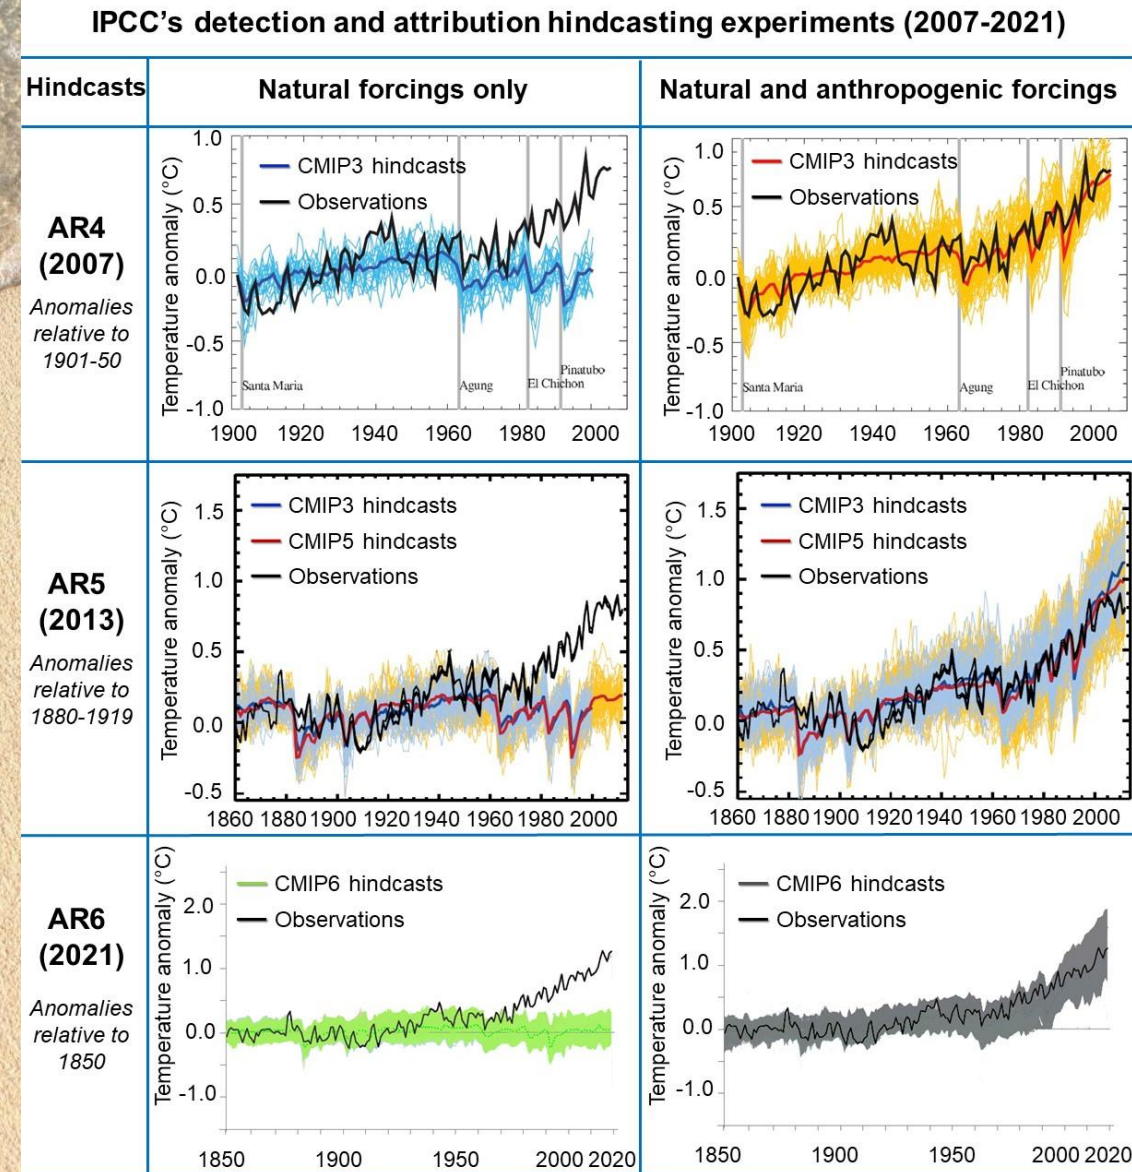 IPCC's detection and attribution hindcasting experiments (2007-2021)
Hindcasts
Natural forcings only
Natural and anthropogenic forcings
AR4
(2007)
Anomalies
relative to
1901-50
Temperature anomaly (°C)
1.0
0.5
0.0
-0.5
-1.0
CMIP3 hindcasts
Observations
Santa Maria
Agung
El Chichon
Pinatubo
1900 1920 1940 1960 1980 2000
Temperature anomaly (°C)
1.0
0.5
0.0
-0.5
-1.0
CMIP3 hindcasts
Observations
Santa Maria
Agung
El Chichon
Pinatubo
1900 1920 1940 1960 1980 2000
AR5
(2013)
Anomalies
relative to
1880-1919
Temperature anomaly (°C)
1.5
1.0
0.5
0.0
-0.5
CMIP3 hindcasts
CMIP5 hindcasts
Observations
1860 1880 1900 1920 1940 1960 1980 2000
Temperature anomaly (°C)
1.5
1.0
0.5
0.0
-0.5
CMIP3 hindcasts
CMIP5 hindcasts
Observations
1860 1880 1900 1920 1940 1960 1980 2000
AR6
(2021)
Anomalies
relative to
1850
Temperature anomaly (°C)
2.0
1.0
0.0
-1.0
CMIP6 hindcasts
Observations
1850 1900 1950 2000 2020
Temperature anomaly (°C)
2.0
1.0
0.0
-1.0
CMIP6 hindcasts
Observations
1850 1900 1950 2000 2020